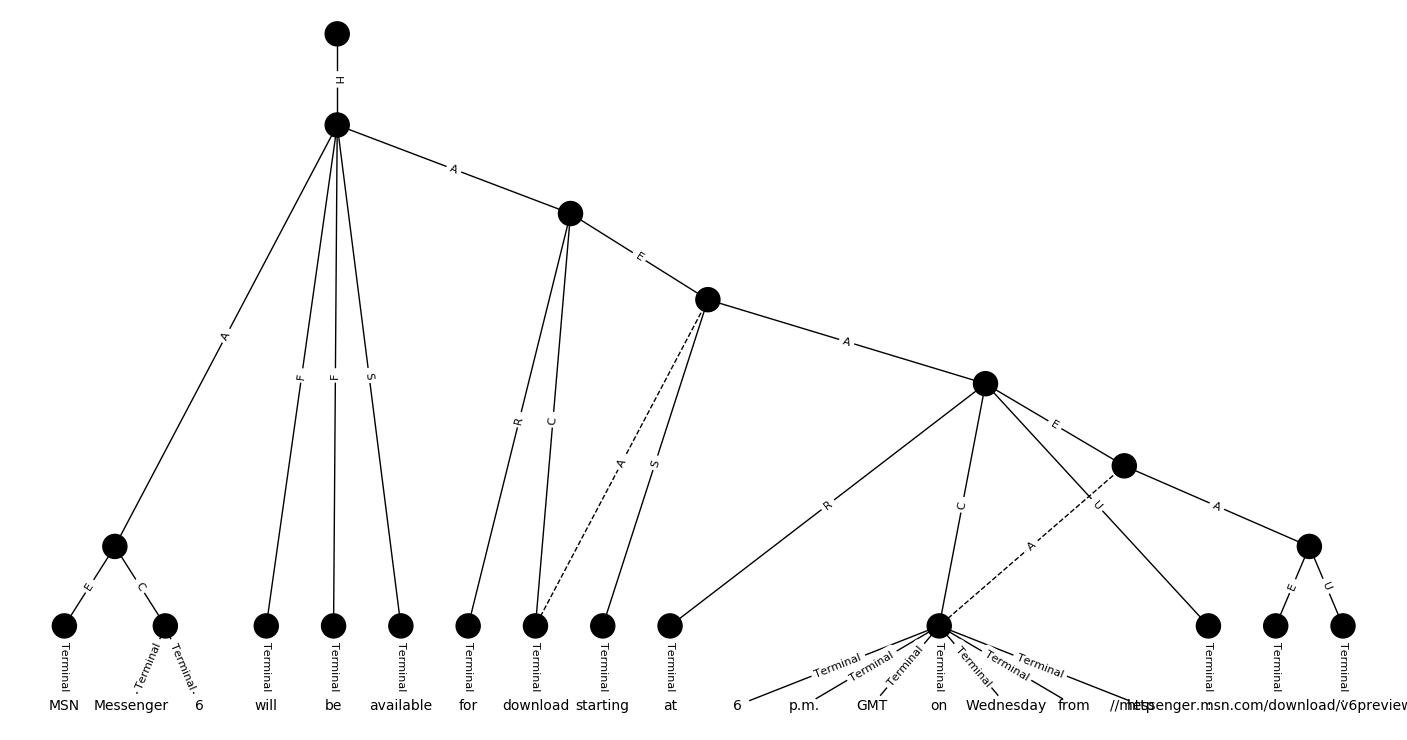 H
A
E
A A
F F S
R C E
A S
R C U A
A
E C E U
Terminal Terminal Terminal Terminal Terminal Terminal Terminal Terminal Terminal Terminal Terminal Terminal Terminal Terminal Terminal Terminal Terminal Terminal Terminal Terminal
MSN Messenger 6 will be available for download starting at 6 p.m. GMT on Wednesday from http //messenger.msn.com/download/v6preview